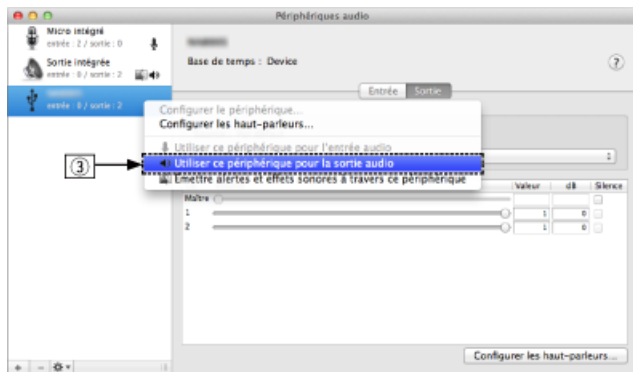 Périphériques audio
Micro intégré
entrée : 2 / sortie : 0
Sortie intégrée
entrée : 0 / sortie : 2
entrée : 0 / sortie : 2
Base de temps : Device
?
Entrée Sortie
Configurer le périphérique...
Configurer les haut-parleurs...
Utiliser ce périphérique pour l'entrée audio
③ Utiliser ce périphérique pour la sortie audio
Émettre alertes et effets sonores à travers ce périphérique
Valeur dB Silence
Maître
1 1 0
2 1 0
Configurer les haut-parleurs...